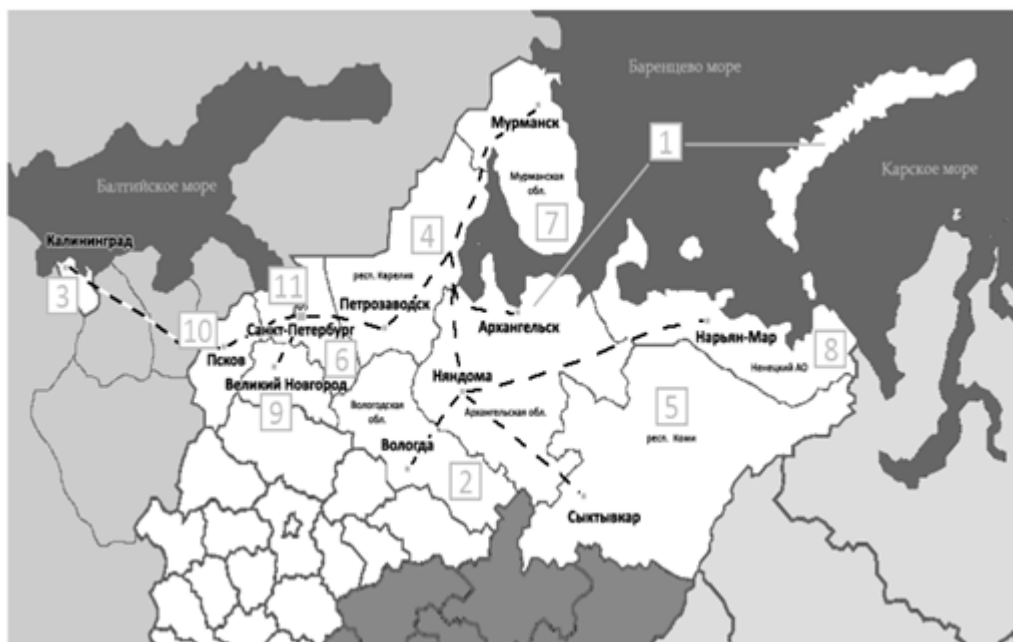 Баренцево море
Мурманск
1
Карское море
Балтийское море
Мурманская
обл.
7
Калининград
4
3
респ. Карелия
11
Петрозаводск
10
Санкт-Петербург
Архангельск
Нарьян-Мар
Псков
6
8
Великий Новгород
Няндома
Ненецкий АО
9
Вологодская
обл.
Архангельская обл.
5
респ. Коми
Вологда
2
Сыктывкар